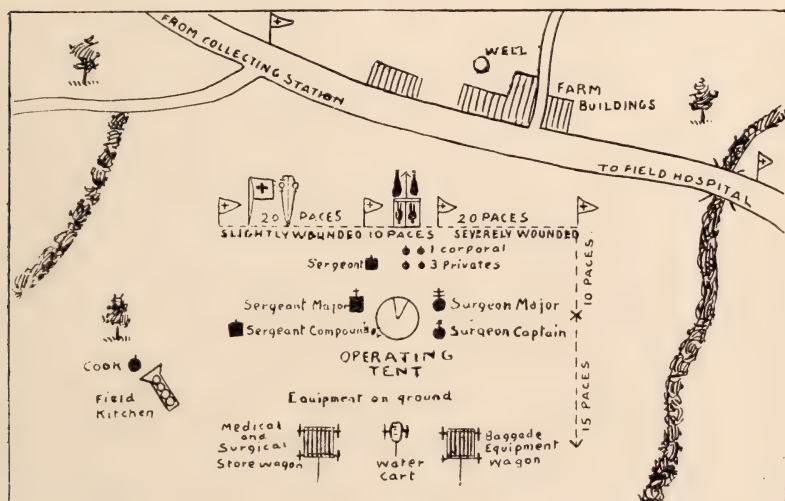 FROM COLLECTING STATION
WELL
FARM
BUILDINGS
TO FIELD HOSPITAL
20 PACES
20 PACES
SLIGHTLY WOUNDED 10 PACES SEVERELY WOUNDED
1 corporal
Sergeant
3 Privates
10 PACES
Sergeant Major
Surgeon Major
Sergeant Compound
Surgeon Captain
OPERATING
TENT
15 PACES
Cook
Field
Kitchen
Equipment on ground
Medical
and
Surgical
Store wagon
Water
Cart
Baggade
Equipment
Wagon